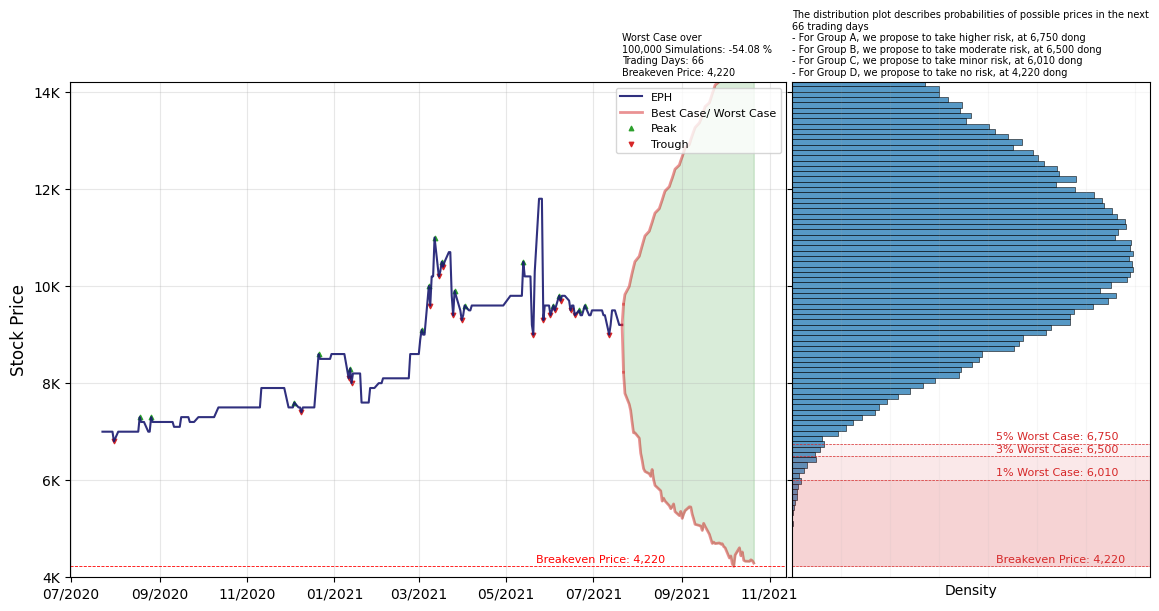 Worst Case over
100,000 Simulations: -54.08 %
Trading Days: 66
Breakeven Price: 4,220
The distribution plot describes probabilities of possible prices in the next
66 trading days
- For Group A, we propose to take higher risk, at 6,750 dong
- For Group B, we propose to take moderate risk, at 6,500 dong
- For Group C, we propose to take minor risk, at 6,010 dong
- For Group D, we propose to take no risk, at 4,220 dong
EPH
Best Case/ Worst Case
Peak
Trough
Stock Price
14K
12K
10K
8K
6K
4K
Breakeven Price: 4,220
07/2020
09/2020
11/2020
01/2021
03/2021
05/2021
07/2021
09/2021
11/2021
5% Worst Case: 6,750
3% Worst Case: 6,500
1% Worst Case: 6,010
Breakeven Price: 4,220
Density